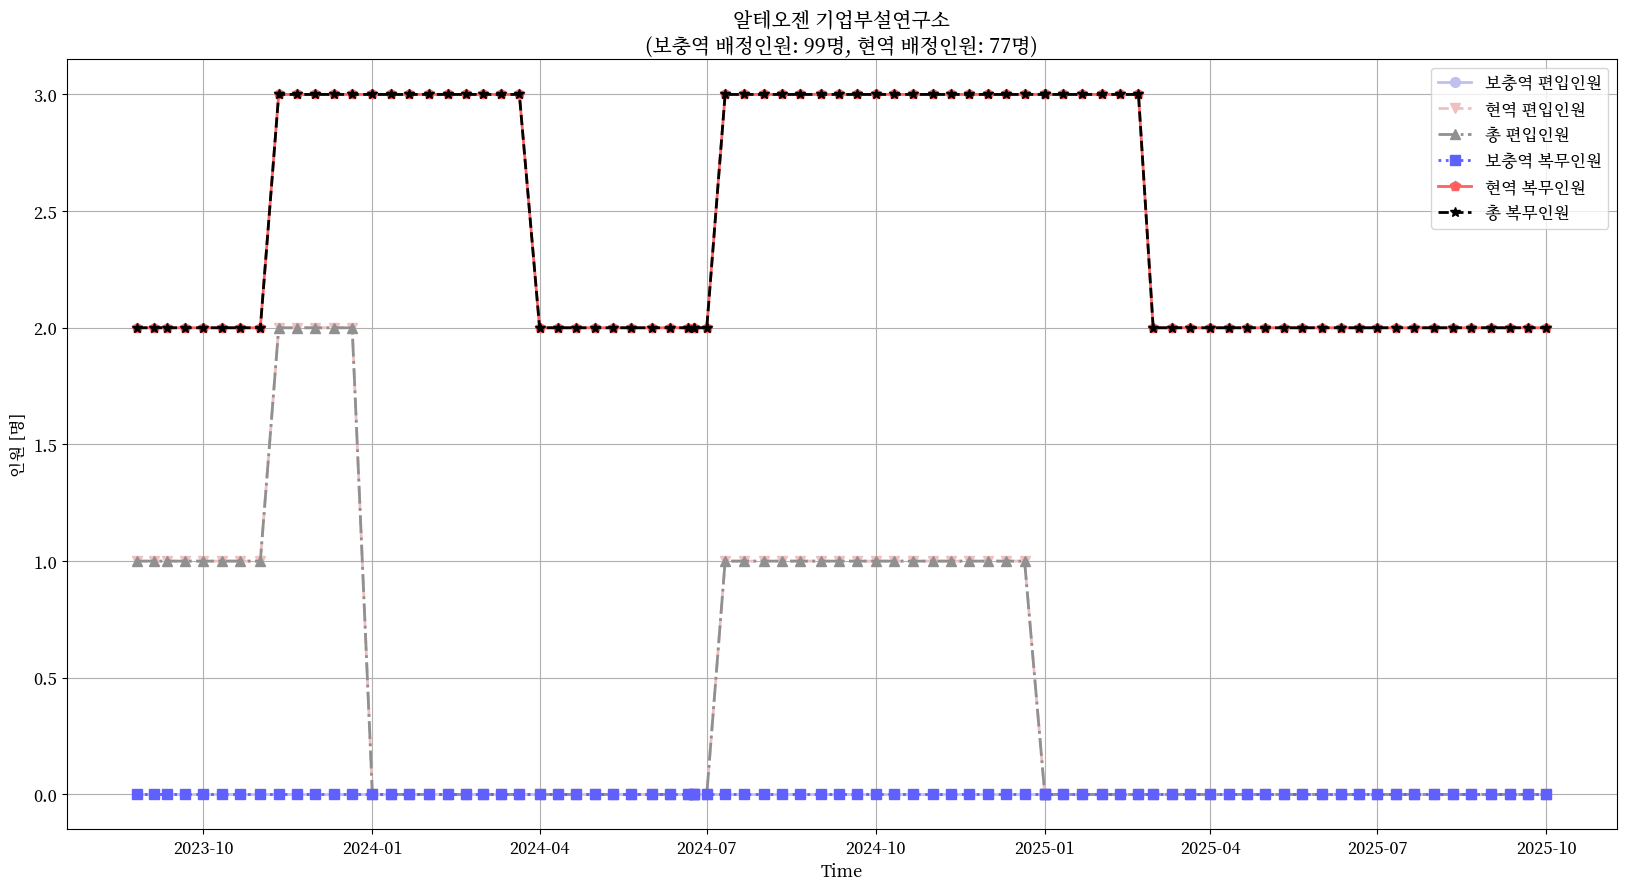 알테오젠 기업부설연구소
(보충역 배정인원: 99명, 현역 배정인원: 77명)
인원 [명]
3.0
2.5
2.0
1.5
1.0
0.5
0.0
보충역 편입인원
현역 편입인원
총 편입인원
보충역 복무인원
현역 복무인원
총 복무인원
2023-10
2024-01
2024-04
2024-07
2024-10
2025-01
2025-04
2025-07
2025-10
Time